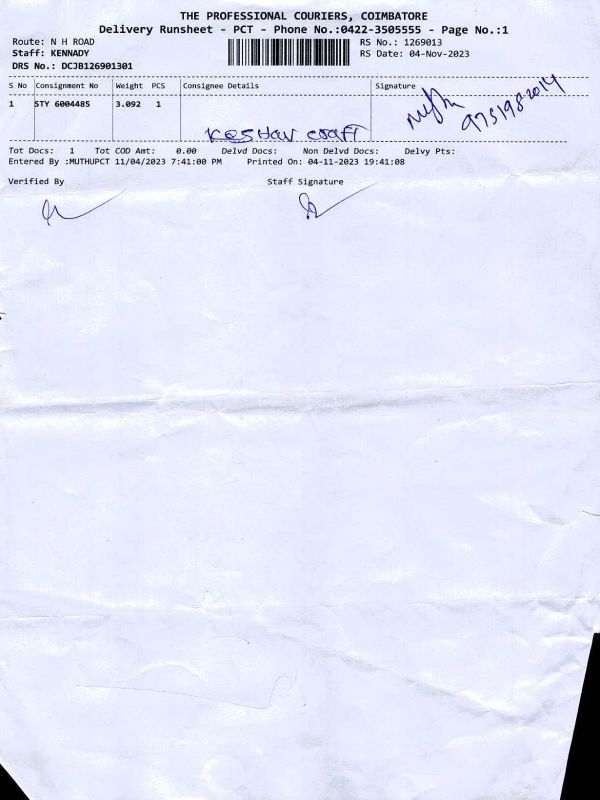 THE PROFESSIONAL COURIERS, COIMBATORE
Delivery Runsheet - PCT - Phone No.:0422-3505555 - Page No.:1
Route: N H ROAD RS No.: 1269013
Staff: KENNADY RS Date: 04-Nov-2023
DRS No.: DCJB126901301
S No Consignment No Weight PCS Consignee Details Signature
1 STY 6004485 3.092 1
Keshav craft
Tot Docs: 1 Tot COD Amt: 0.00 Delvd Docs: Non Delvd Docs: Delvy Pts:
Entered By :MUTHUPCT 11/04/2023 7:41:00 PM Printed On: 04-11-2023 19:41:08
Verified By Staff Signature